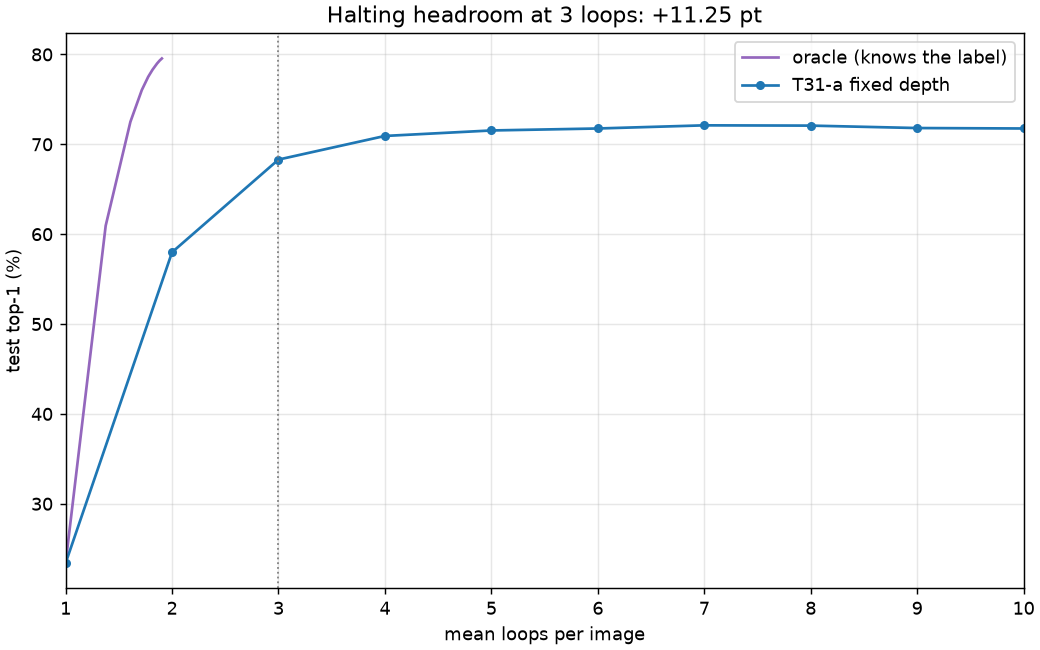 Halting headroom at 3 loops: +11.25 pt
oracle (knows the label)
T31-a fixed depth
test top-1 (%)
80
70
60
50
40
30
1 2 3 4 5 6 7 8 9 10
mean loops per image